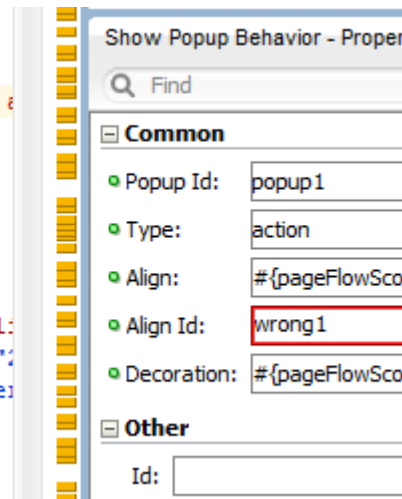 Show Popup Behavior - Proper
Find
Common
Popup Id: popup1
Type: action
Align: #{pageFlowSco
Align Id: wrong1
Decoration: #{pageFlowSco
Other
Id: